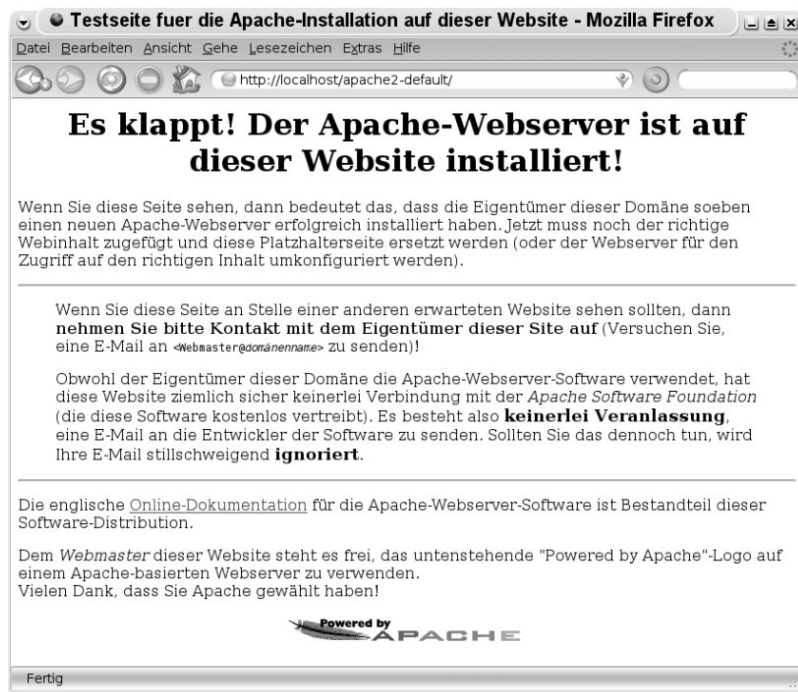 Testseite fuer die Apache-Installation auf dieser Website - Mozilla Firefox
Datei Bearbeiten Ansicht Gehe Lesezeichen Extras Hilfe
http://localhost/apache2-default/
Es klappt! Der Apache-Webserver ist auf
dieser Website installiert!
Wenn Sie diese Seite sehen, dann bedeutet das, dass die Eigentümer dieser Domäne soeben
einen neuen Apache-Webserver erfolgreich installiert haben. Jetzt muss noch der richtige
Webinhalt zugefügt und diese Platzhalterseite ersetzt werden (oder der Webserver für den
Zugriff auf den richtigen Inhalt umkonfiguriert werden).
Wenn Sie diese Seite an Stelle einer anderen erwarteten Website sehen sollten, dann
nehmen Sie bitte Kontakt mit dem Eigentümer dieser Site auf (Versuchen Sie,
eine E-Mail an <Webmaster@domänenname> zu senden)!
Obwohl der Eigentümer dieser Domäne die Apache-Webserver-Software verwendet, hat
diese Website ziemlich sicher keinerlei Verbindung mit der Apache Software Foundation
(die diese Software kostenlos vertreibt). Es besteht also keinerlei Veranlassung,
eine E-Mail an die Entwickler der Software zu senden. Sollten Sie das dennoch tun, wird
Ihre E-Mail stillschweigend ignoriert.
Die englische Online-Dokumentation für die Apache-Webserver-Software ist Bestandteil dieser
Software-Distribution.
Dem Webmaster dieser Website steht es frei, das untenstehende "Powered by Apache"-Logo auf
einem Apache-basierten Webserver zu verwenden.
Vielen Dank, dass Sie Apache gewählt haben!
Powered by
APACHE
Fertig